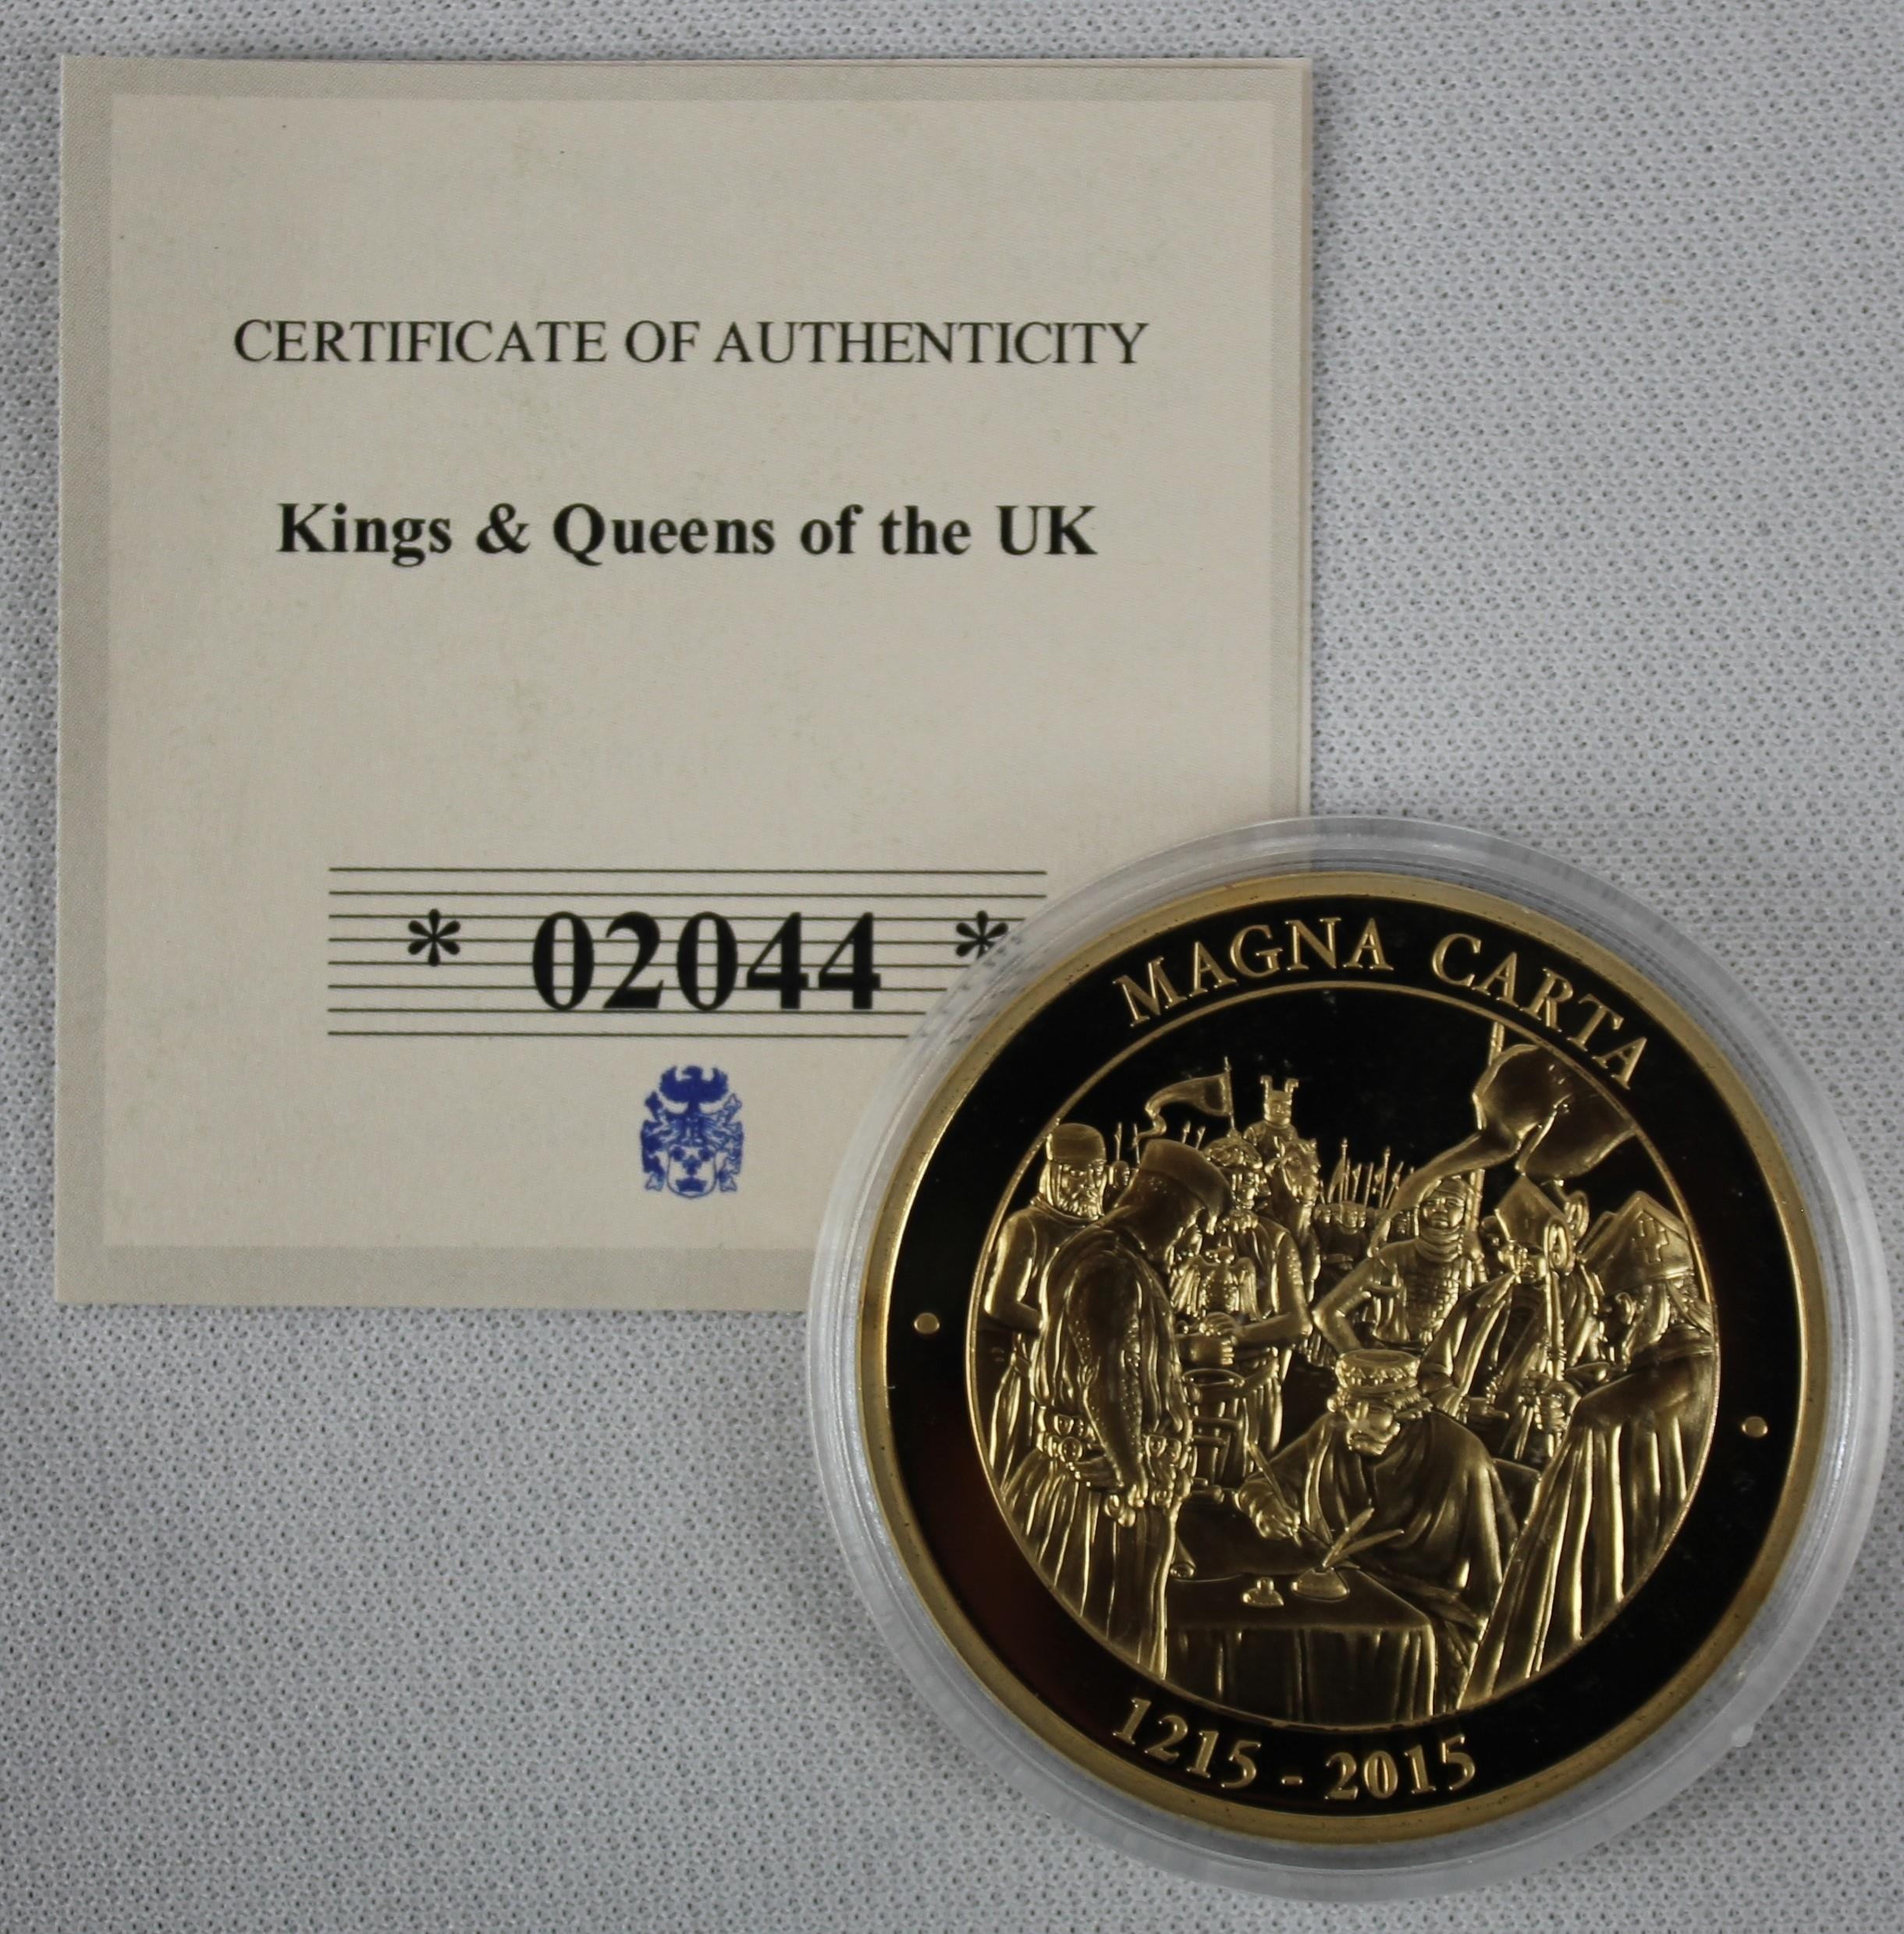 CERTIFICATE OF AUTHENTICITY
Kings & Queens of the UK
* 02044 *
MAGNA CARTA
1215 - 2015